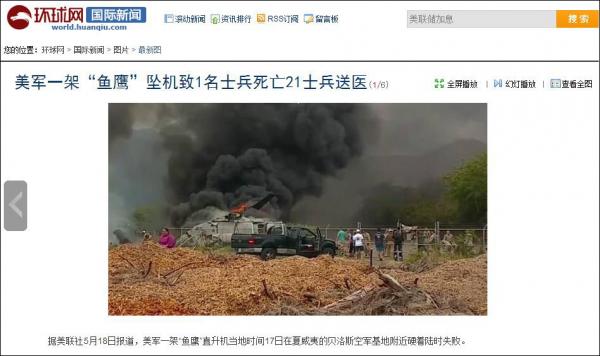 环球网 国际新闻
world.huanqiu.com
滚动新闻 资讯排行 RSS订阅 留言板
美联储加息 搜索
您的位置：环球网 > 国际新闻 > 图片 > 最新图
美军一架“鱼鹰”坠机致1名士兵死亡21士兵送医(1/6)
全屏播放 | 幻灯播放 | 查看全图
据美联社5月18日报道，美军一架“鱼鹰”直升机当地时间17日在夏威夷的贝洛斯空军基地附近硬着陆时失败。